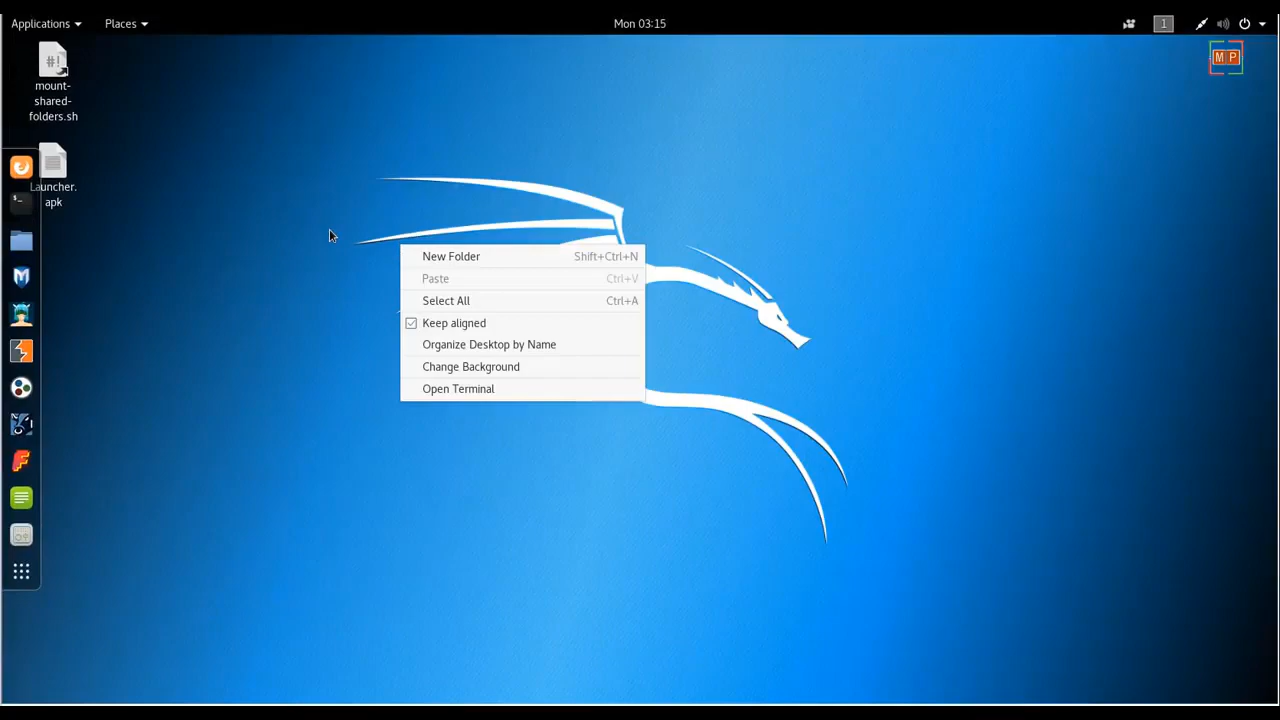 Applications Places Mon 03:15 1
M P
#!
mount-
shared-
folders.sh
Launcher.
apk
New Folder Shift+Ctrl+N
Paste Ctrl+V
Select All Ctrl+A
Keep aligned
Organize Desktop by Name
Change Background
Open Terminal